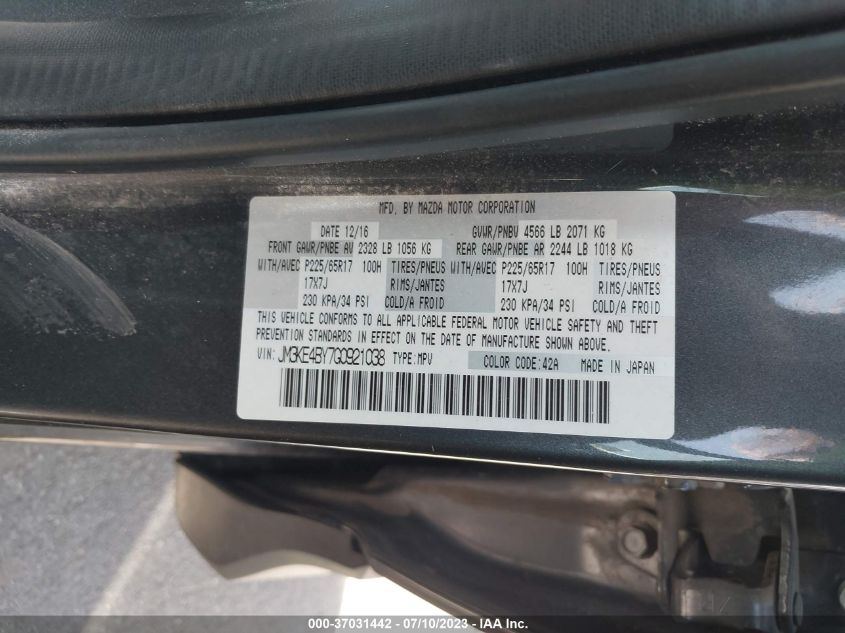 MFD. BY MAZDA MOTOR CORPORATION
DATE 12/16 GVWR/PNBV 4566 LB 2071 KG
FRONT GAWR/PNBE AV 2328 LB 1056 KG REAR GAWR/PNBE AR 2244 LB 1018 KG
WITH/AVEC P225/65R17 100H TIRES/PNEUS WITH/AVEC P225/65R17 100H TIRES/PNEUS
17X7J RIMS/JANTES 17X7J RIMS/JANTES
230 KPA/34 PSI COLD/A FROID 230 KPA/34 PSI COLD/A FROID
THIS VEHICLE CONFORMS TO ALL APPLICABLE FEDERAL MOTOR VEHICLE SAFETY AND THEFT
PREVENTION STANDARDS IN EFFECT ON THE DATE OF MANUFACTURE SHOWN ABOVE.
VIN: JM3KE4BY7G0921038 TYPE:MPV COLOR CODE:42A MADE IN JAPAN
000-37031442 - 07/10/2023 - IAA Inc.